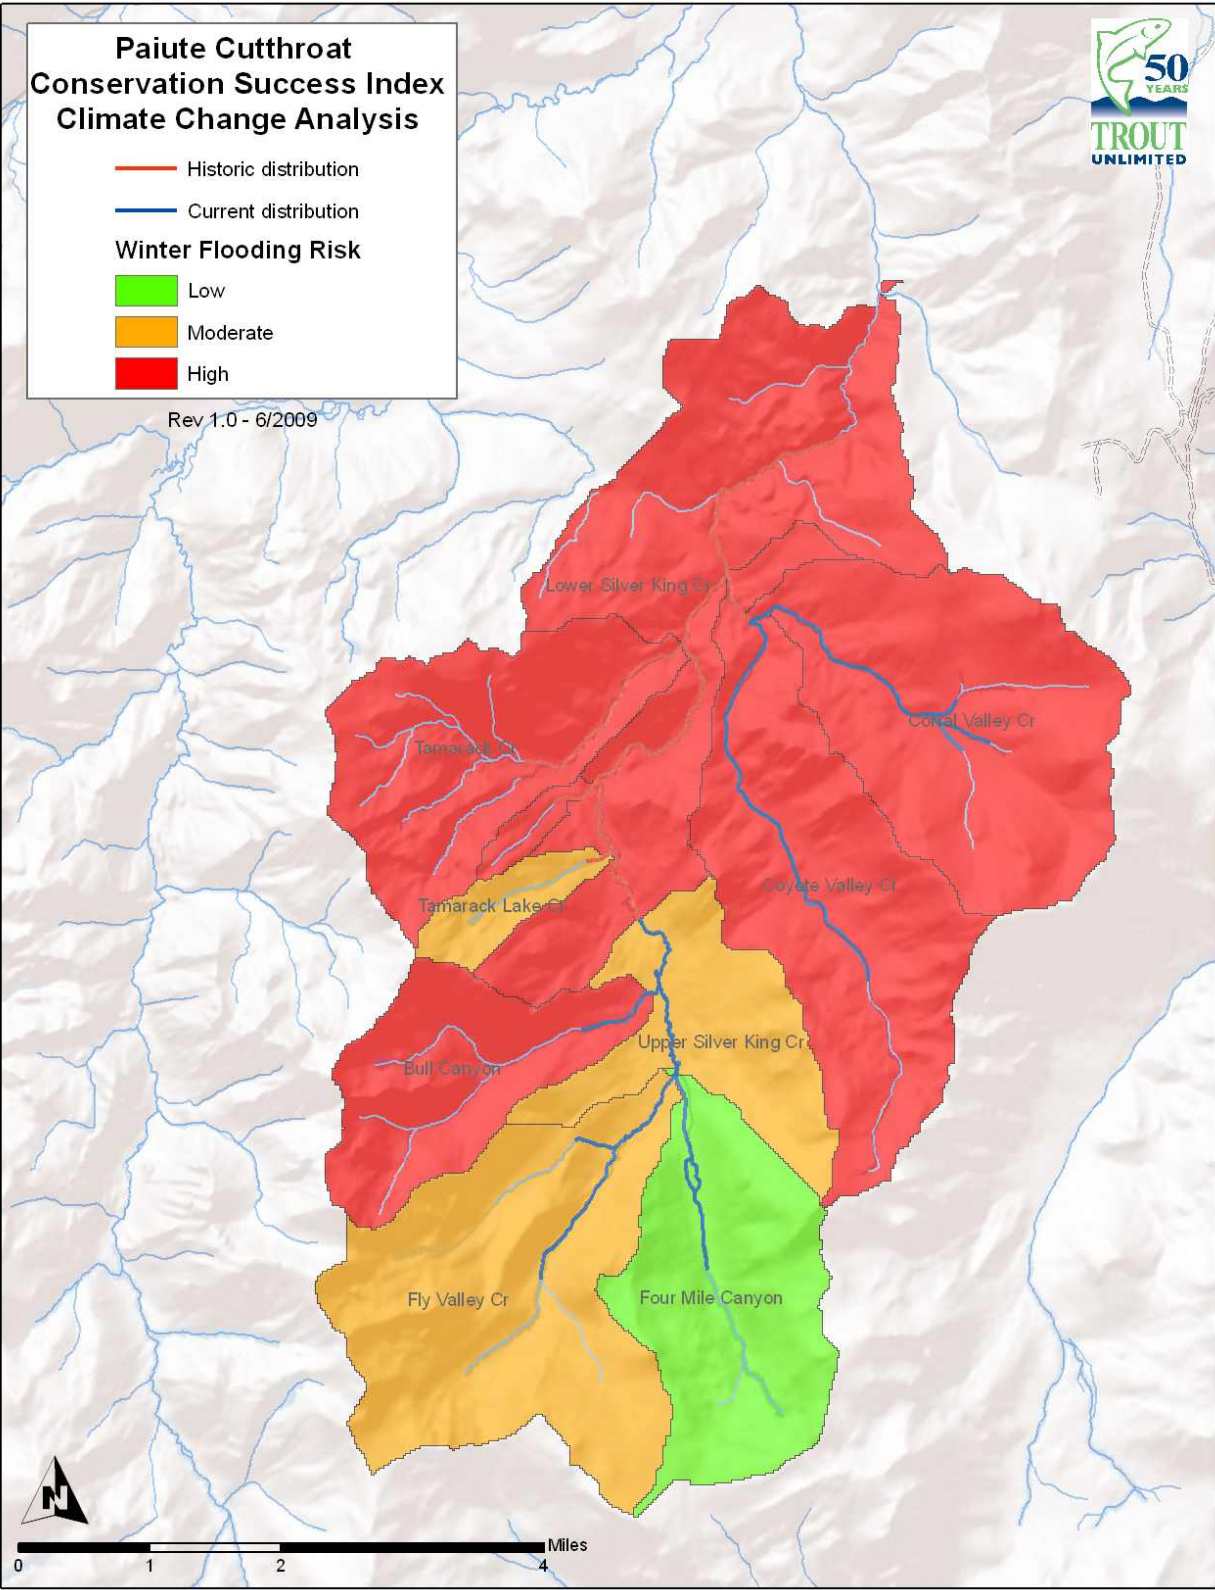 Paiute Cutthroat
Conservation Success Index
Climate Change Analysis
Historic distribution
Current distribution
Winter Flooding Risk
Low
Moderate
High
Rev 1.0 - 6/2009
50
YEARS
TROUT
UNLIMITED
Lower Silver King Cr
Corral Valley Cr
Tamarack Cr
Coyote Valley Cr
Tamarack Lake Cr
Upper Silver King Cr
Bull Canyon
Fly Valley Cr
Four Mile Canyon
N
Miles
0 1 2 4